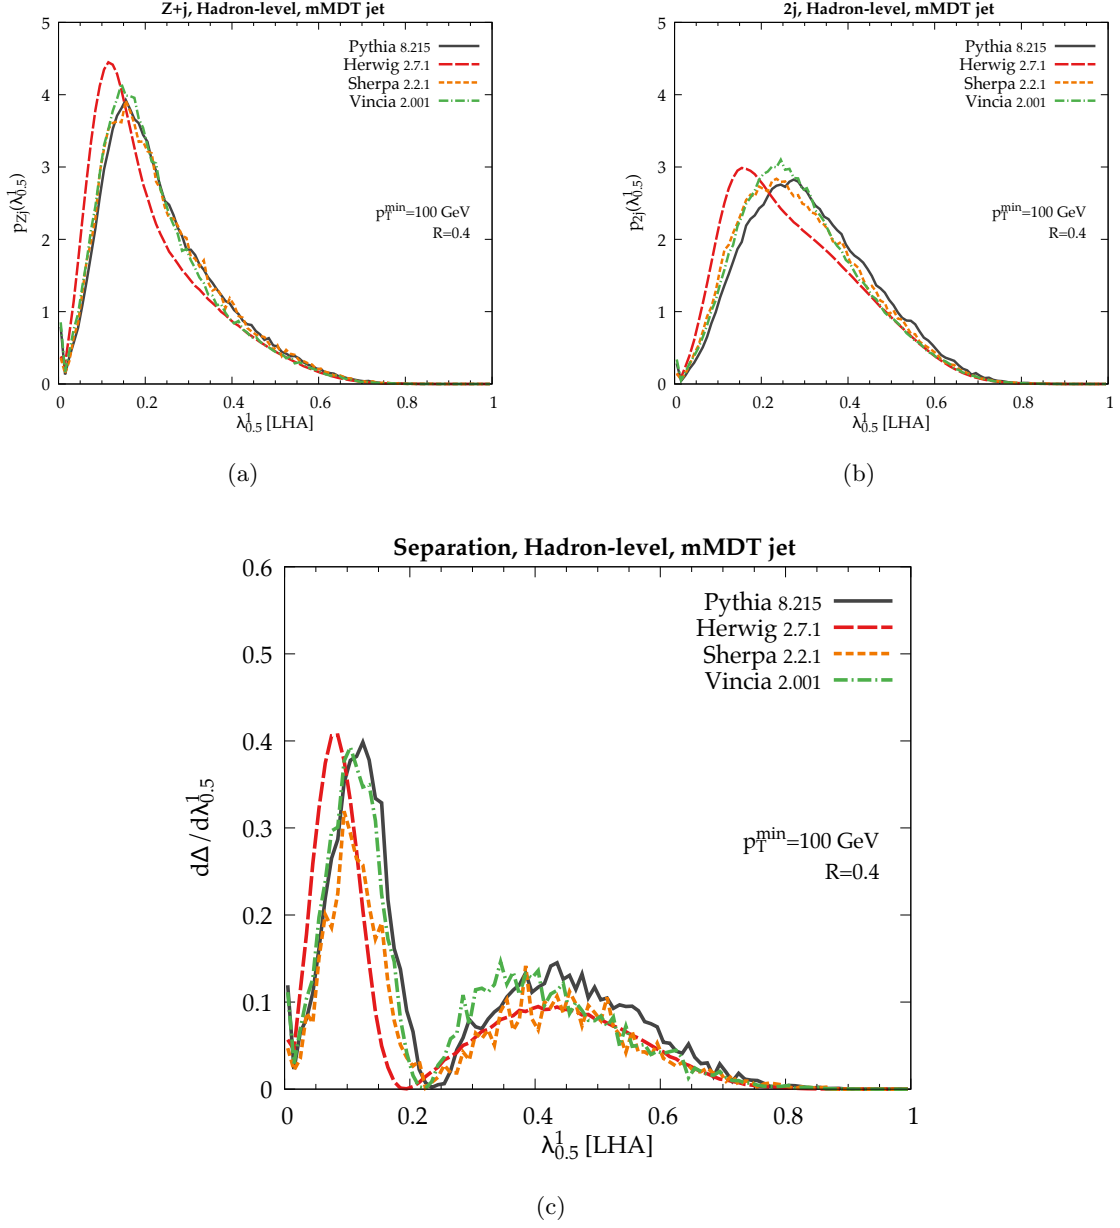 Z+j, Hadron-level, mMDT jet
p_Zj(λ^1_0.5)
5
4
3
2
1
0
Pythia 8.215
Herwig 2.7.1
Sherpa 2.2.1
Vincia 2.001
p_T^min=100 GeV
R=0.4
0 0.2 0.4 0.6 0.8 1
λ^1_0.5 [LHA]
(a)
2j, Hadron-level, mMDT jet
p_2j(λ^1_0.5)
5
4
3
2
1
0
Pythia 8.215
Herwig 2.7.1
Sherpa 2.2.1
Vincia 2.001
p_T^min=100 GeV
R=0.4
0 0.2 0.4 0.6 0.8 1
λ^1_0.5 [LHA]
(b)
Separation, Hadron-level, mMDT jet
dΔ/dλ^1_0.5
0.6
0.5
0.4
0.3
0.2
0.1
0
Pythia 8.215
Herwig 2.7.1
Sherpa 2.2.1
Vincia 2.001
p_T^min=100 GeV
R=0.4
0 0.2 0.4 0.6 0.8 1
λ^1_0.5 [LHA]
(c)